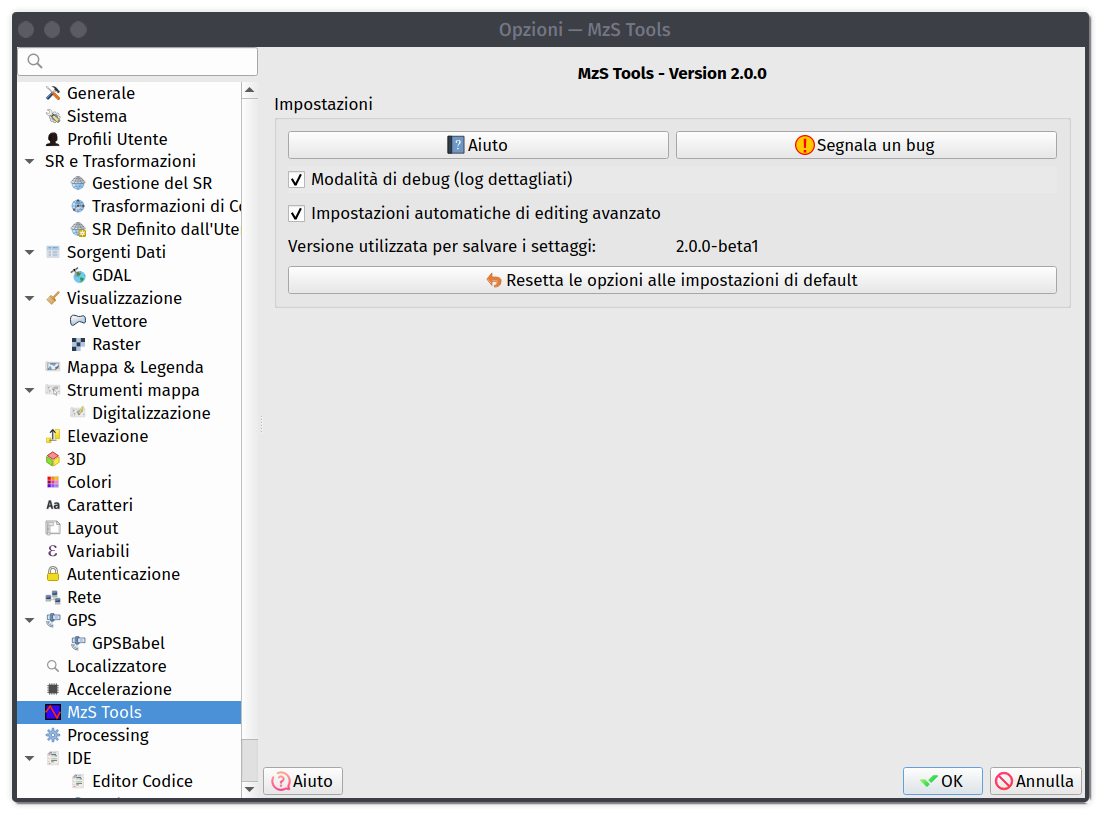 Opzioni — MzS Tools
Generale
Sistema
Profili Utente
SR e Trasformazioni
Gestione del SR
Trasformazioni di Co
SR Definito dall'Ute
Sorgenti Dati
GDAL
Visualizzazione
Vettore
Raster
Mappa & Legenda
Strumenti mappa
Digitalizzazione
Elevazione
3D
Colori
Aa Caratteri
Layout
ε Variabili
Autenticazione
Rete
GPS
GPSBabel
Localizzatore
Accelerazione
MzS Tools
Processing
IDE
Editor Codice
MzS Tools - Version 2.0.0
Impostazioni
Aiuto
Segnala un bug
Modalità di debug (log dettagliati)
Impostazioni automatiche di editing avanzato
Versione utilizzata per salvare i settaggi: 2.0.0-beta1
Resetta le opzioni alle impostazioni di default
Aiuto
OK
Annulla